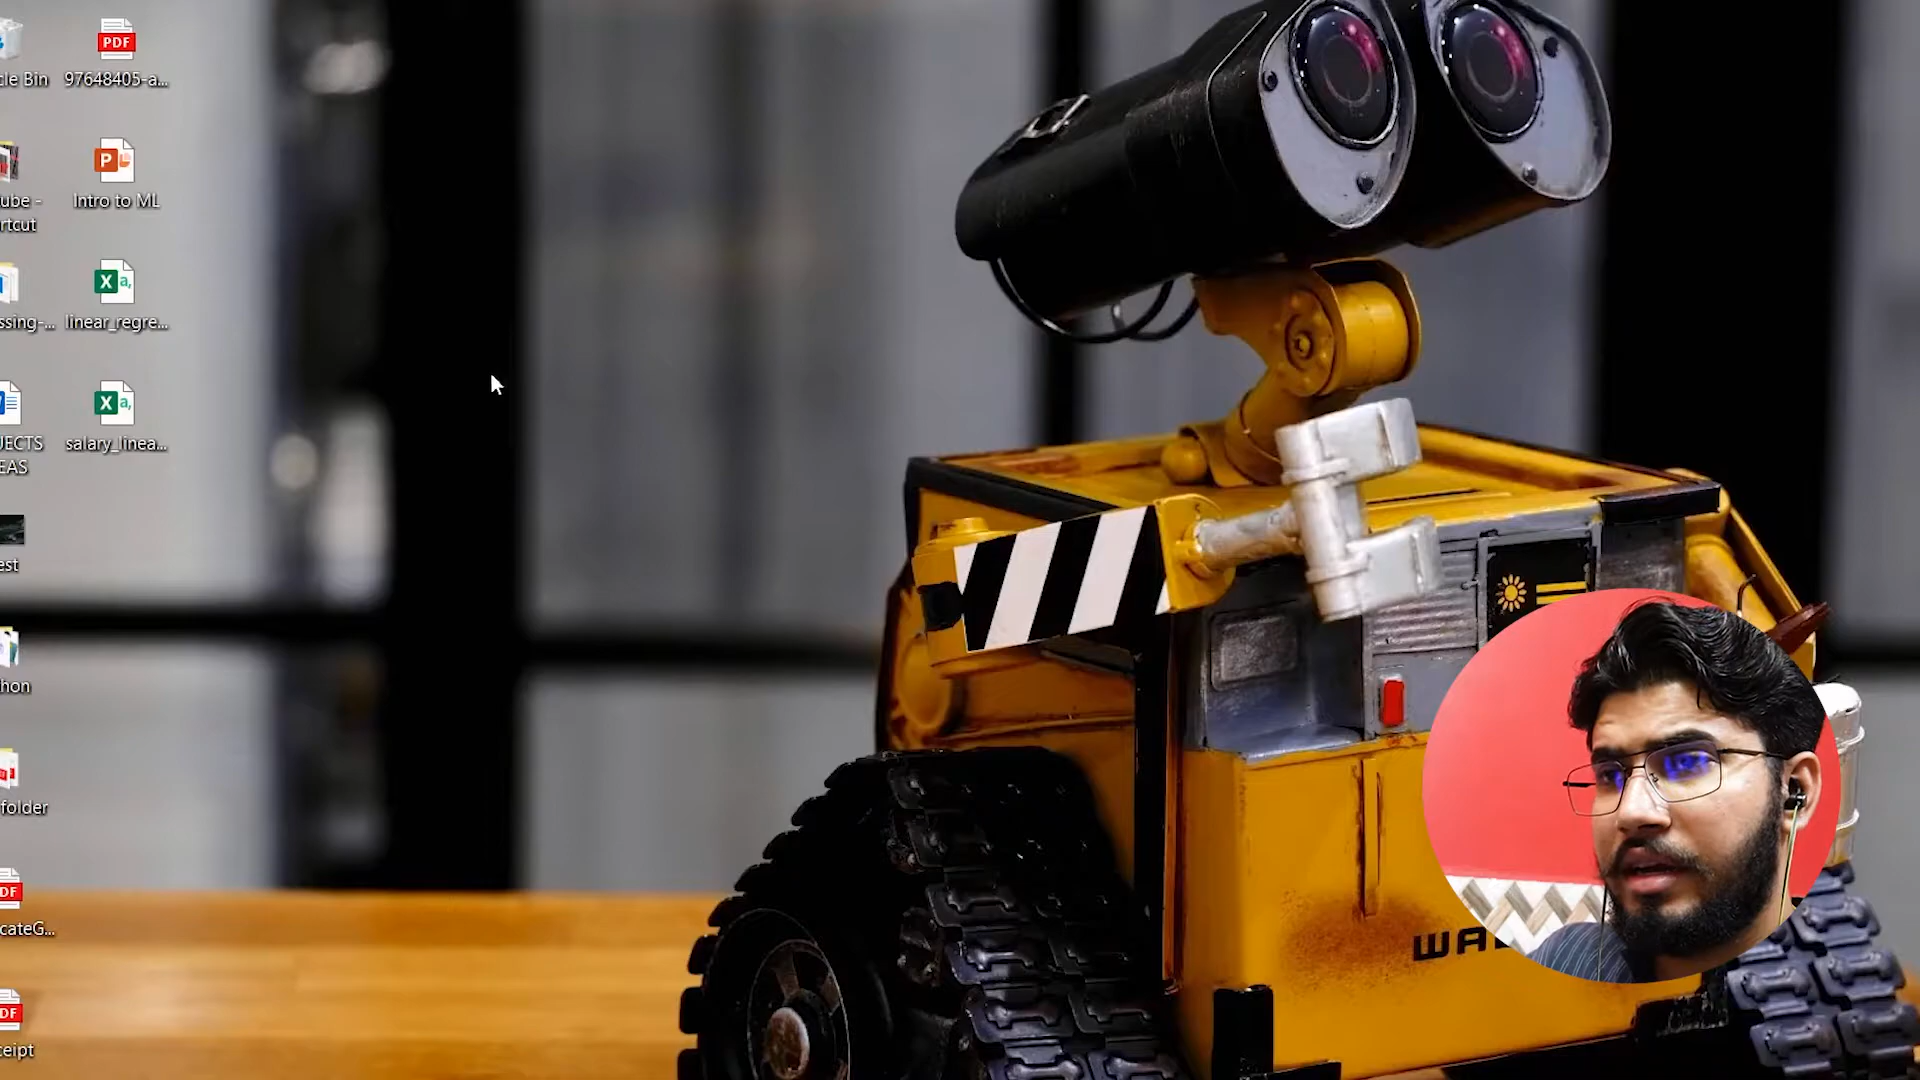 cle Bin
PDF
97648405-a...
P
Intro to ML
ube -
rtcut
X a,
ssing-...
linear_regre...
X a,
JECTS
EAS
salary_linea...
est
hon
folder
DF
cateG...
DF
ceipt
WAL